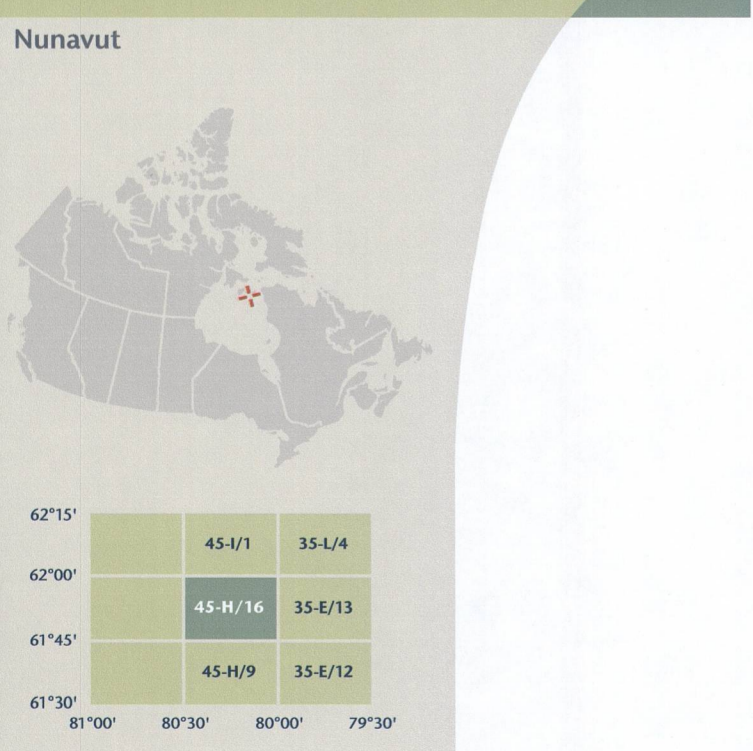 Nunavut
62°15'
45-I/1 35-L/4
62°00'
45-H/16 35-E/13
61°45'
45-H/9 35-E/12
61°30'
81°00' 80°30' 80°00' 79°30'